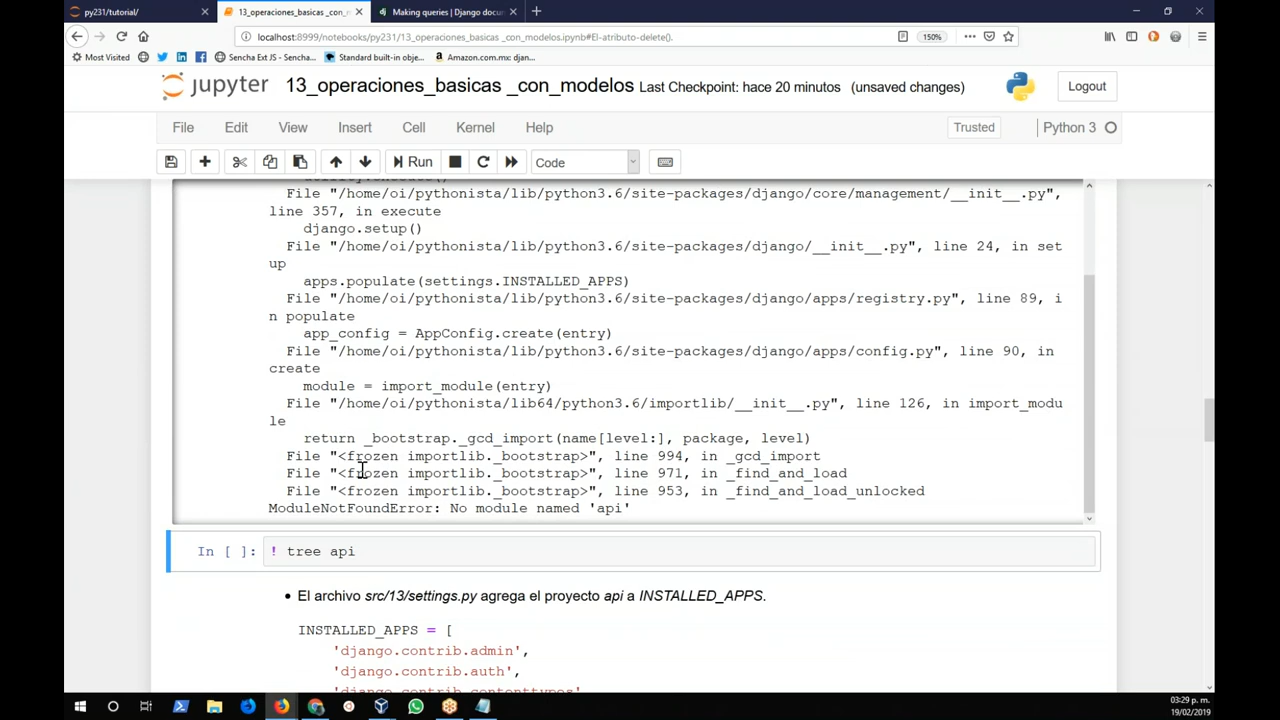 py231/tutorial/
13_operaciones_basicas _con_m
Making queries | Django docu
localhost:8999/notebooks/py231/13_operaciones_basicas _con_modelos.ipynb#El-atributo-delete().
150%
Most Visited
Sencha Ext JS - Sencha...
Standard built-in obje...
Amazon.com.mx: djan...
jupyter
13_operaciones_basicas _con_modelos Last Checkpoint: hace 20 minutos (unsaved changes)
Logout
File Edit View Insert Cell Kernel Help
Trusted
Python 3
Run
Code
File "/home/oi/pythonista/lib/python3.6/site-packages/django/core/management/__init__.py",
line 357, in execute
django.setup()
File "/home/oi/pythonista/lib/python3.6/site-packages/django/__init__.py", line 24, in set
up
apps.populate(settings.INSTALLED_APPS)
File "/home/oi/pythonista/lib/python3.6/site-packages/django/apps/registry.py", line 89, i
n populate
app_config = AppConfig.create(entry)
File "/home/oi/pythonista/lib/python3.6/site-packages/django/apps/config.py", line 90, in
create
module = import_module(entry)
File "/home/oi/pythonista/lib64/python3.6/importlib/__init__.py", line 126, in import_modu
le
return _bootstrap._gcd_import(name[level:], package, level)
File "<frozen importlib._bootstrap>", line 994, in _gcd_import
File "<frozen importlib._bootstrap>", line 971, in _find_and_load
File "<frozen importlib._bootstrap>", line 953, in _find_and_load_unlocked
ModuleNotFoundError: No module named 'api'
In [ ]: ! tree api
• El archivo src/13/settings.py agrega el proyecto api a INSTALLED_APPS.
INSTALLED_APPS = [
'django.contrib.admin',
'django.contrib.auth',
'django.contrib.contenttypes'
03:29 p. m.
19/02/2019